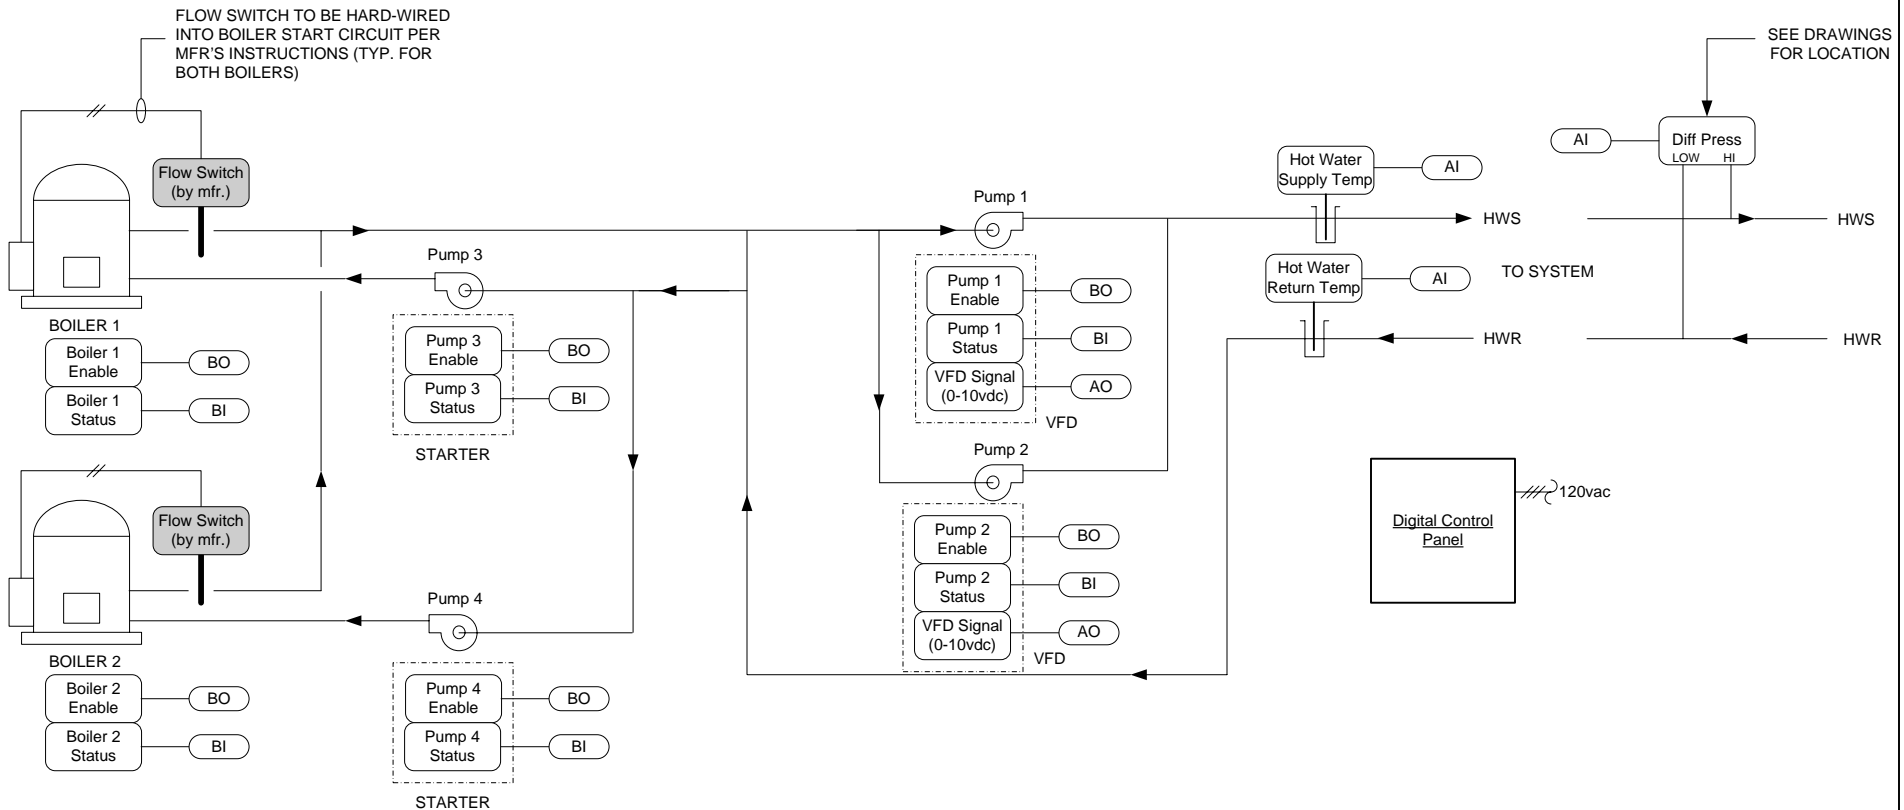 FLOW SWITCH TO BE HARD-WIRED
INTO BOILER START CIRCUIT PER
MFR'S INSTRUCTIONS (TYP. FOR
BOTH BOILERS)
SEE DRAWINGS
FOR LOCATION
Flow Switch
(by mfr.)
BOILER 1
Boiler 1
Enable
BO
Boiler 1
Status
BI
Pump 3
Pump 3
Enable
BO
Pump 3
Status
BI
STARTER
Pump 1
Pump 1
Enable
BO
Pump 1
Status
BI
VFD Signal
(0-10vdc)
AO
VFD
Hot Water
Supply Temp
AI
HWS
Hot Water
Return Temp
AI
TO SYSTEM
HWR
AI
Diff Press
LOW
HI
HWS
HWR
Flow Switch
(by mfr.)
BOILER 2
Boiler 2
Enable
BO
Boiler 2
Status
BI
Pump 4
Pump 4
Enable
BO
Pump 4
Status
BI
STARTER
Pump 2
Pump 2
Enable
BO
Pump 2
Status
BI
VFD Signal
(0-10vdc)
AO
VFD
Digital Control
Panel
120vac